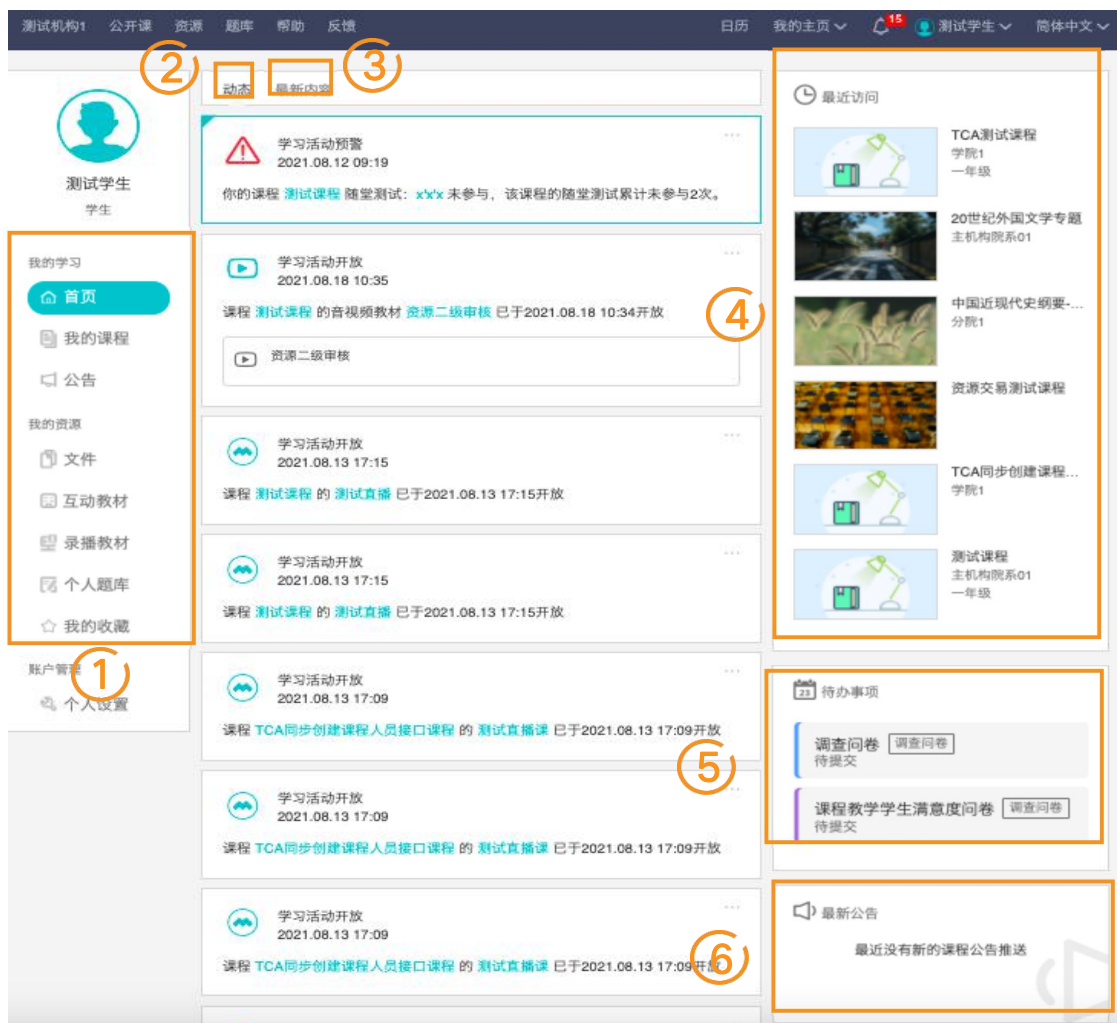 测试机构1 公开课 资源 题库 帮助 反馈 日历 我的主页 15 测试学生 简体中文
② ③
测试学生
学生
我的学习
首页
我的课程
公告
我的资源
文件
互动教材
录播教材
个人题库
我的收藏
账户管理
①
个人设置
动态 最新内容
学习活动预警
2021.08.12 09:19
你的课程 测试课程 随堂测试: x'x'x 未参与，该课程的随堂测试累计未参与2次。
学习活动开放
2021.08.18 10:35
课程 测试课程 的音视频教材 资源二级审核 已于2021.08.18 10:34开放
资源二级审核
④
学习活动开放
2021.08.13 17:15
课程 测试课程 的 测试直播 已于2021.08.13 17:15开放
学习活动开放
2021.08.13 17:15
课程 测试课程 的 测试直播 已于2021.08.13 17:15开放
学习活动开放
2021.08.13 17:09
课程 TCA同步创建课程人员接口课程 的 测试直播课 已于2021.08.13 17:09开放
⑤
学习活动开放
2021.08.13 17:09
课程 TCA同步创建课程人员接口课程 的 测试直播课 已于2021.08.13 17:09开放
学习活动开放
2021.08.13 17:09
课程 TCA同步创建课程人员接口课程 的 测试直播课 已于2021.08.13 17:09开放
⑥
最近访问
TCA测试课程
学院1
一年级
20世纪外国文学专题
主机构院系01
中国近现代史纲要-...
分院1
资源交易测试课程
TCA同步创建课程...
学院1
测试课程
主机构院系01
一年级
23 待办事项
调查问卷 调查问卷
待提交
课程教学学生满意度问卷 调查问卷
待提交
最新公告
最近没有新的课程公告推送